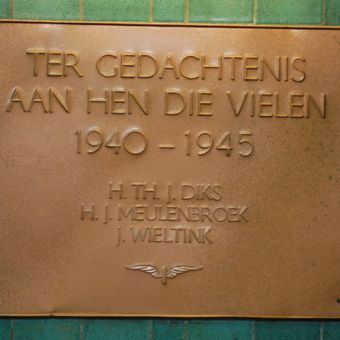 TER GEDACHTENIS
AAN HEN DIE VIELEN
1940 - 1945
H. TH. J. DIKS
H. J. MEULENBROEK
J. WIELTINK